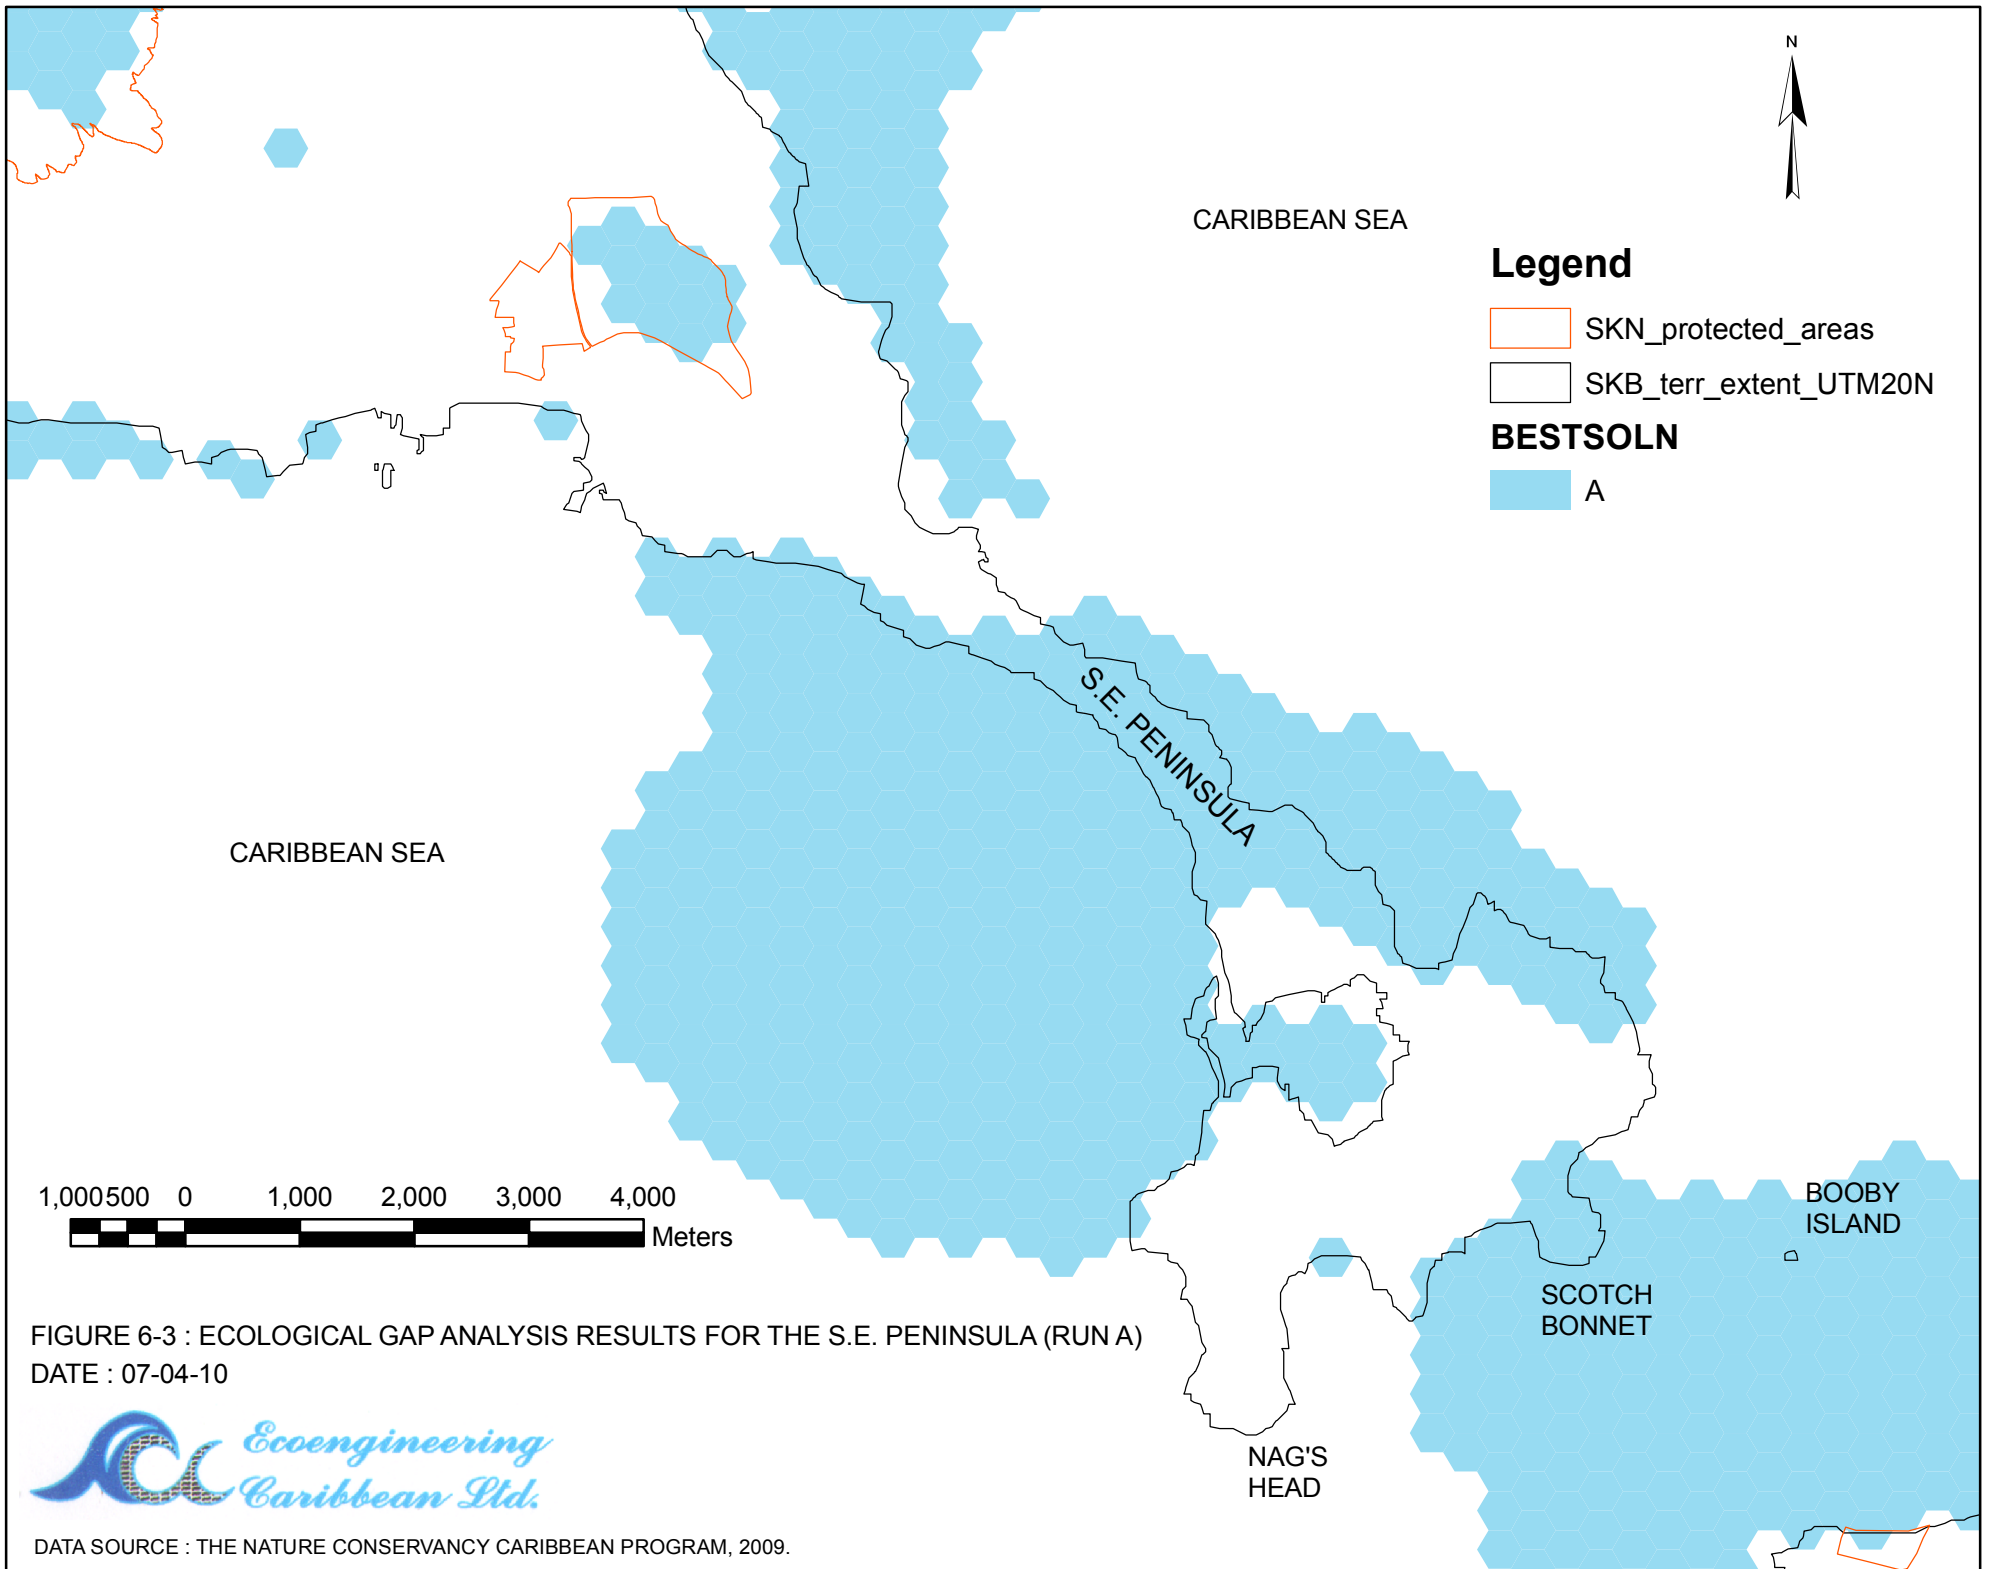 N
CARIBBEAN SEA
Legend
SKN_protected_areas
SKB_terr_extent_UTM20N
BESTSOLN
A
S.E. PENINSULA
CARIBBEAN SEA
1,000 500 0 1,000 2,000 3,000 4,000
Meters
BOOBY
ISLAND
SCOTCH
BONNET
NAG'S
HEAD
FIGURE 6-3 : ECOLOGICAL GAP ANALYSIS RESULTS FOR THE S.E. PENINSULA (RUN A)
DATE : 07-04-10
Ecoengineering
Caribbean Ltd.
DATA SOURCE : THE NATURE CONSERVANCY CARIBBEAN PROGRAM, 2009.